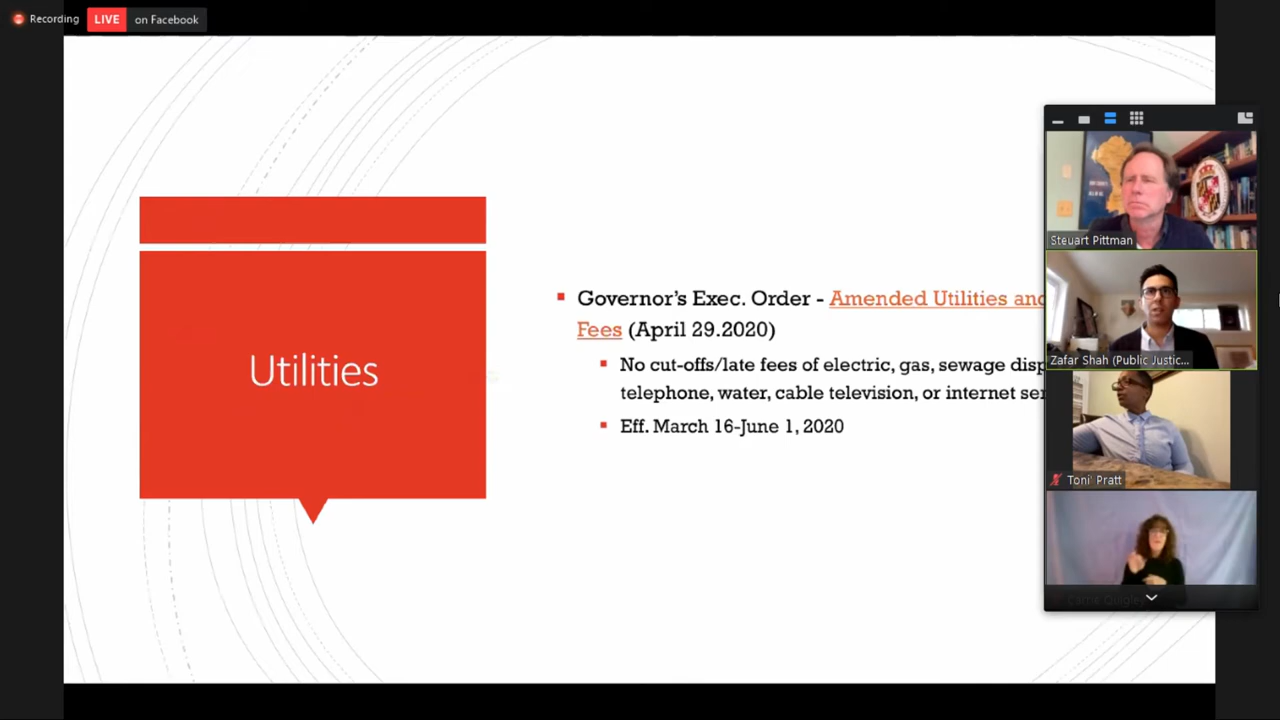 Recording
LIVE on Facebook
Utilities
Governor's Exec. Order - Amended Utilities and
Fees (April 29.2020)
No cut-offs/late fees of electric, gas, sewage disp
telephone, water, cable television, or internet ser
Eff. March 16-June 1, 2020
Steuart Pittman
Zafar Shah (Public Justic...
Toni Pratt